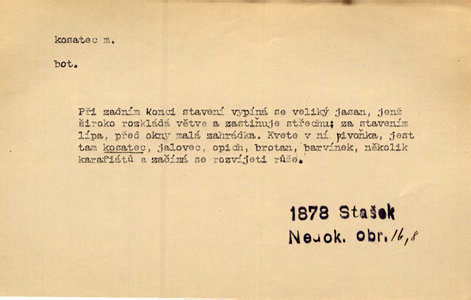 kosatec m.
bot.
Při zadním konci stavení vypíná se veliký jasan, jenž
široko rozkládá větve a zastiňuje střechu; za stavením
lípa, před okny malá zahrádka. Kvete v ní pivoňka, jest
tam kosatec, jalovec, opich, brotan, barvínek, několik
karafiátů a začíná se rozvíjeti růže.
1878 Stašek
Nedok. obr. 16,8